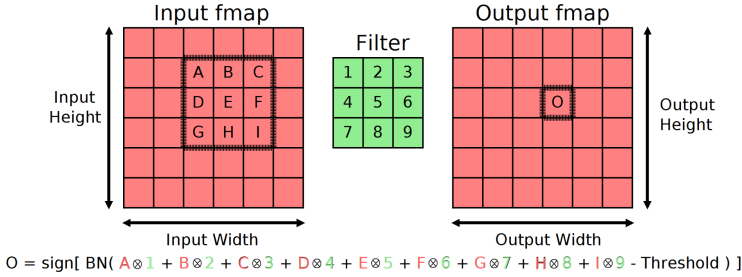 Input fmap
Output fmap
Filter
A B C
D E F
G H I
1 2 3
4 5 6
7 8 9
O
Input
Height
Output
Height
Input Width
Output Width
O = sign[ BN( A⊗1 + B⊗2 + C⊗3 + D⊗4 + E⊗5 + F⊗6 + G⊗7 + H⊗8 + I⊗9 - Threshold ) ]